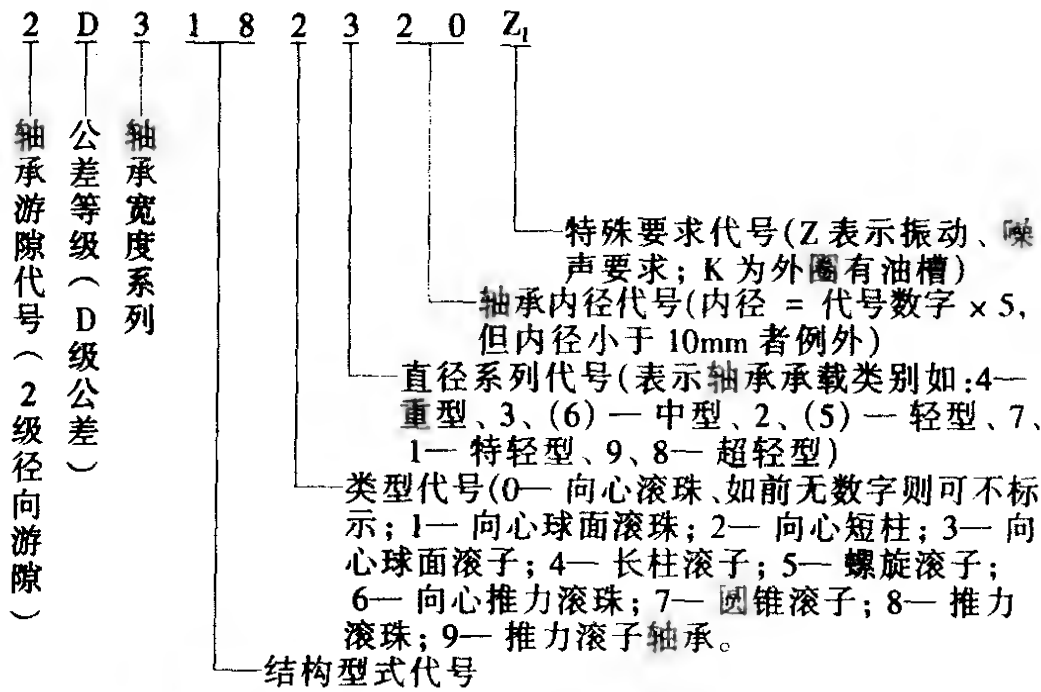 2 D 3 1 8 2 3 2 0 Z₁
轴承游隙代号(2级径向游隙)
公差等级(D级公差)
轴承宽度系列
特殊要求代号(Z表示振动、噪
声要求；K为外圈有油槽)
轴承内径代号(内径 = 代号数字 × 5,
但内径小于10mm者例外)
直径系列代号(表示轴承承载类别如:4—
重型、3、(6)— 中型、2、(5)— 轻型、7、
1— 特轻型、9、8— 超轻型)
类型代号(0— 向心滚珠、如前无数字则可不标
示；1— 向心球面滚珠；2— 向心短柱；3— 向
心球面滚子；4— 长柱滚子；5— 螺旋滚子；
6— 向心推力滚珠；7— 圆锥滚子；8— 推力
滚珠；9— 推力滚子轴承。
结构型式代号